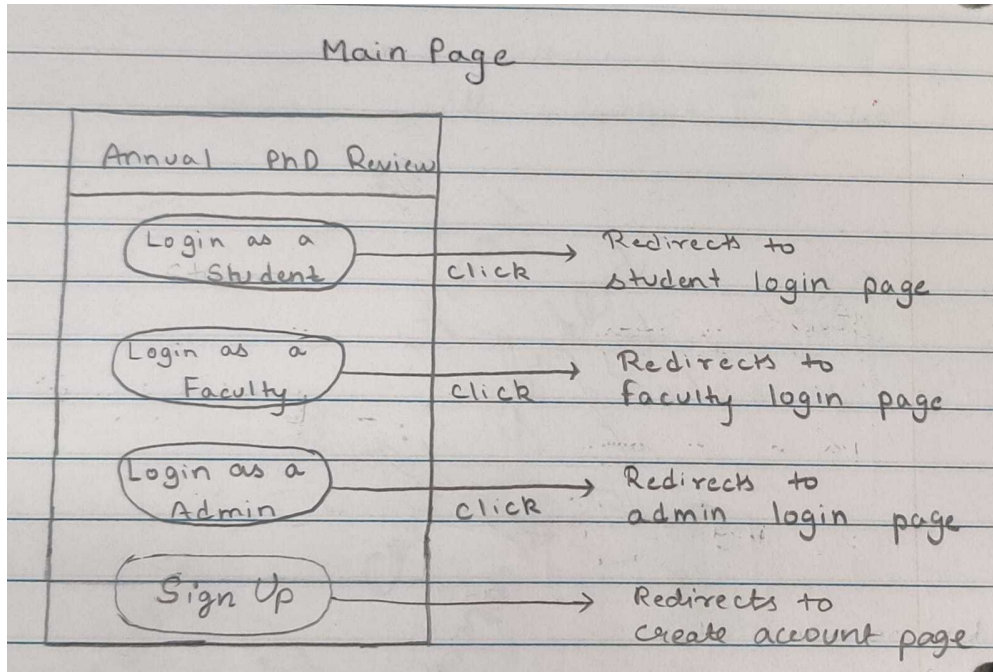 Main Page
Annual PhD Review
Login as a
Student
click
Redirects to
student login page
Login as a
Faculty
click
Redirects to
faculty login page
Login as a
Admin
click
Redirects to
admin login page
Sign Up
Redirects to
create account page